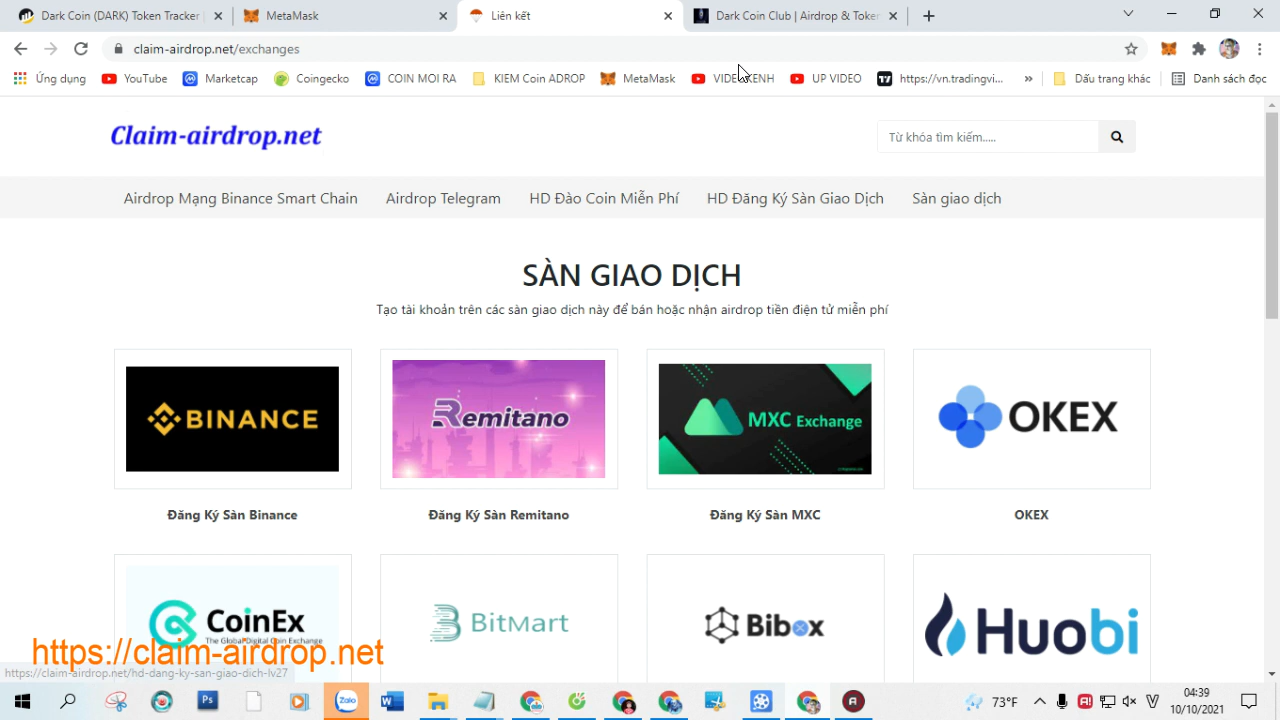 Dark Coin (DARK) Token Tracker
MetaMask
Liên kết
Dark Coin Club | Airdrop & Toker
claim-airdrop.net/exchanges
Ứng dụng
YouTube
Marketcap
Coingecko
COIN MOI RA
KIEM Coin ADROP
MetaMask
UP VIDEO
https://vn.tradingvi...
»
Dấu trang khác
Danh sách đọc
Claim-airdrop.net
Từ khóa tìm kiếm.....
Airdrop Mạng Binance Smart Chain
Airdrop Telegram
HD Đào Coin Miễn Phí
HD Đăng Ký Sàn Giao Dịch
Sàn giao dịch
SÀN GIAO DỊCH
Tạo tài khoản trên các sàn giao dịch này để bán hoặc nhận airdrop tiền điện tử miễn phí
BINANCE
Remitano
MXC Exchange
OKEX
Đăng Ký Sàn Binance
Đăng Ký Sàn Remitano
Đăng Ký Sàn MXC
OKEX
CoinEx
The Global Digital Coin Exchange
BitMart
Bibox
Huobi
https://claim-airdrop.net
https://claim-airdrop.net/hd-dang-ky-san-giao-dich-lv27
Ps
Zalo
W
73°F
04:39
10/10/2021